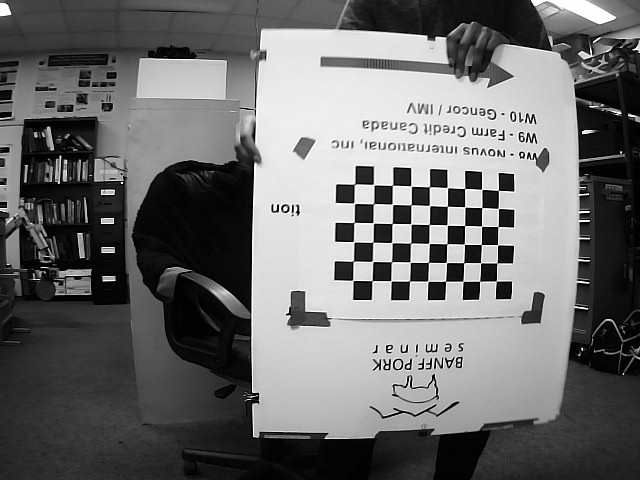 BANFF PORK
seminar
tion
W8 - Novus International, Inc
W9 - Farm Credit Canada
W10 - Gencor / IMV